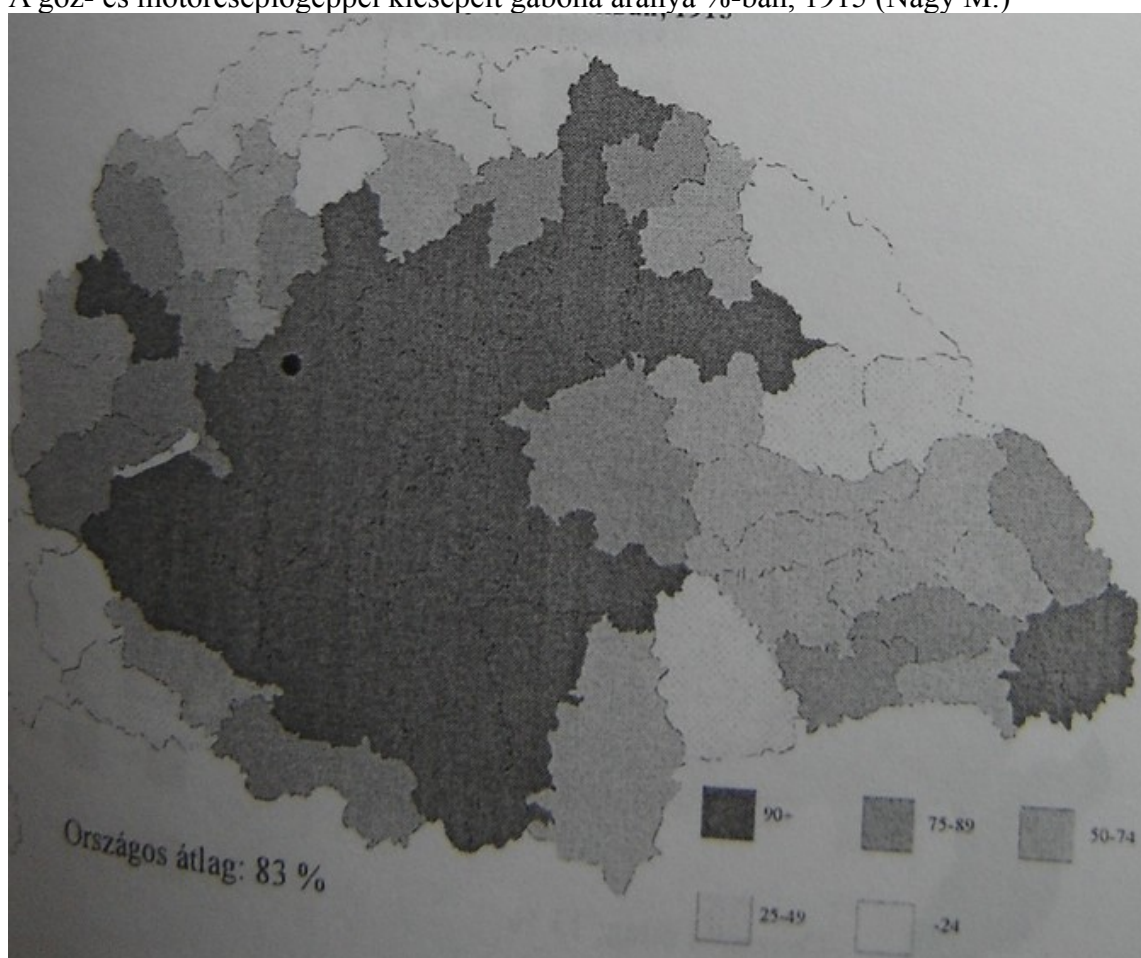 A gőz- és motorcséplőgéppel kicsépelt gabona aránya %-ban, 1915 (Nagy M.)
90+
75-89
50-74
Országos átlag: 83 %
25-49
-24